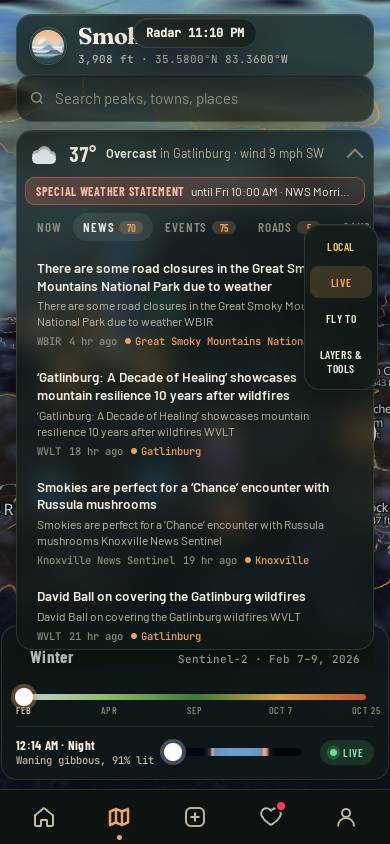 Smok
Radar 11:10 PM
3,908 ft · 35.5800°N 83.3600°W
Search peaks, towns, places
37° Overcast in Gatlinburg · wind 9 mph SW
SPECIAL WEATHER STATEMENT until Fri 10:00 AM · NWS Morri…
NOW NEWS 70 EVENTS 75 ROADS
LOCAL
LIVE
FLY TO
LAYERS &
TOOLS
There are some road closures in the Great Sm
Mountains National Park due to weather
There are some road closures in the Great Smoky Mou
National Park due to weather WBIR
WBIR 4 hr ago Great Smoky Mountains Nation
‘Gatlinburg: A Decade of Healing’ showcases
mountain resilience 10 years after wildfires
‘Gatlinburg: A Decade of Healing’ showcases mountain
resilience 10 years after wildfires WVLT
WVLT 18 hr ago Gatlinburg
Smokies are perfect for a ‘Chance’ encounter with
Russula mushrooms
Smokies are perfect for a ‘Chance’ encounter with Russula
mushrooms Knoxville News Sentinel
Knoxville News Sentinel 19 hr ago Knoxville
David Ball on covering the Gatlinburg wildfires
David Ball on covering the Gatlinburg wildfires WVLT
WVLT 21 hr ago Gatlinburg
Winter Sentinel-2 · Feb 7–9, 2026
FEB APR SEP OCT 7 OCT 25
12:14 AM · Night
Waning gibbous, 91% lit
LIVE